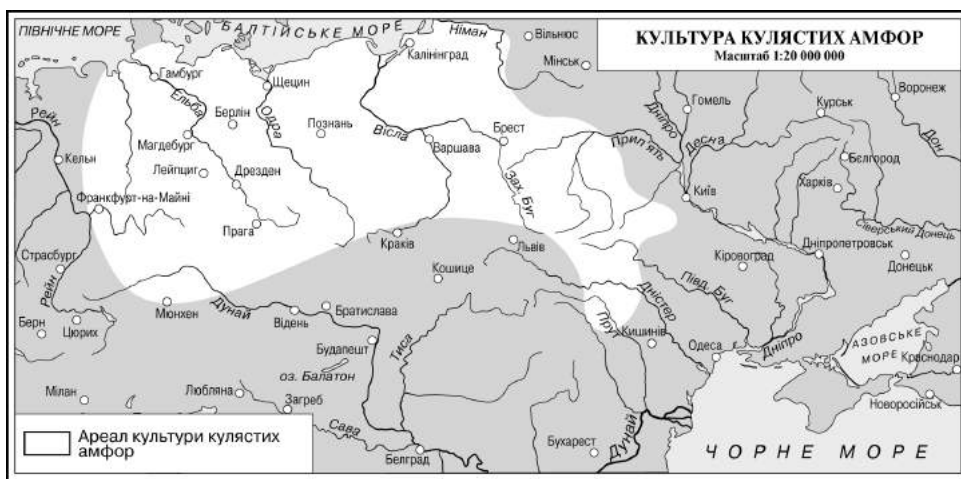 ПІВНІЧНЕ МОРЕ
БАЛТІЙСЬКЕ МОРЕ
КУЛЬТУРА КУЛЯСТИХ АМФОР
Масштаб 1:20 000 000
Німан
Вільнюс
Калінінград
Мінськ
Гамбург
Щецин
Ельба
Одра
Берлін
Познань
Вісла
Варшава
Брест
Прип'ять
Дніпро
Гомель
Десна
Курськ
Воронеж
Дон
Рейн
Кельн
Магдебург
Лейпциг
Дрезден
Зах. Буг
Київ
Бєлгород
Харків
Сіверський Донець
Франкфурт-на-Майні
Прага
Краків
Львів
Страсбург
Рейн
Кошице
Кіровоград
Дніпропетровськ
Донецьк
Півд. Буг
Дністер
Мюнхен
Дунай
Відень
Братислава
Берн
Цюрих
Будапешт
Тиса
Прут
Кишинів
Одеса
Дніпро
АЗОВСЬКЕ
МОРЕ
Краснодар
оз. Балатон
Мілан
Любляна
Загреб
Новоросійськ
Сава
Белград
Бухарест
Дунай
ЧОРНЕ МОРЕ
Ареал культури кулястих
амфор